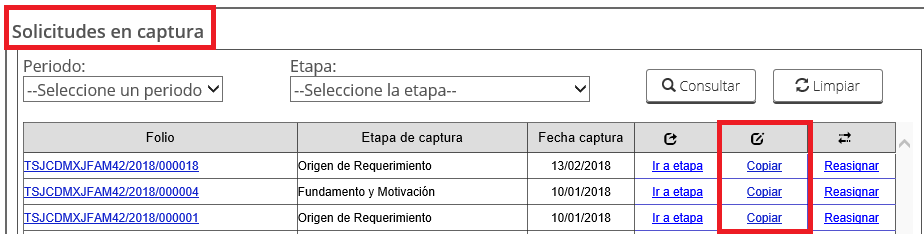 Solicitudes en captura
Periodo: Etapa:
--Seleccione un periodo --Seleccione la etapa-- Consultar Limpiar
Folio Etapa de captura Fecha captura
TSJCDMXJFAM42/2018/000018 Origen de Requerimiento 13/02/2018 Ir a etapa Copiar Reasignar
TSJCDMXJFAM42/2018/000004 Fundamento y Motivación 10/01/2018 Ir a etapa Copiar Reasignar
TSJCDMXJFAM42/2018/000001 Origen de Requerimiento 10/01/2018 Ir a etapa Copiar Reasignar